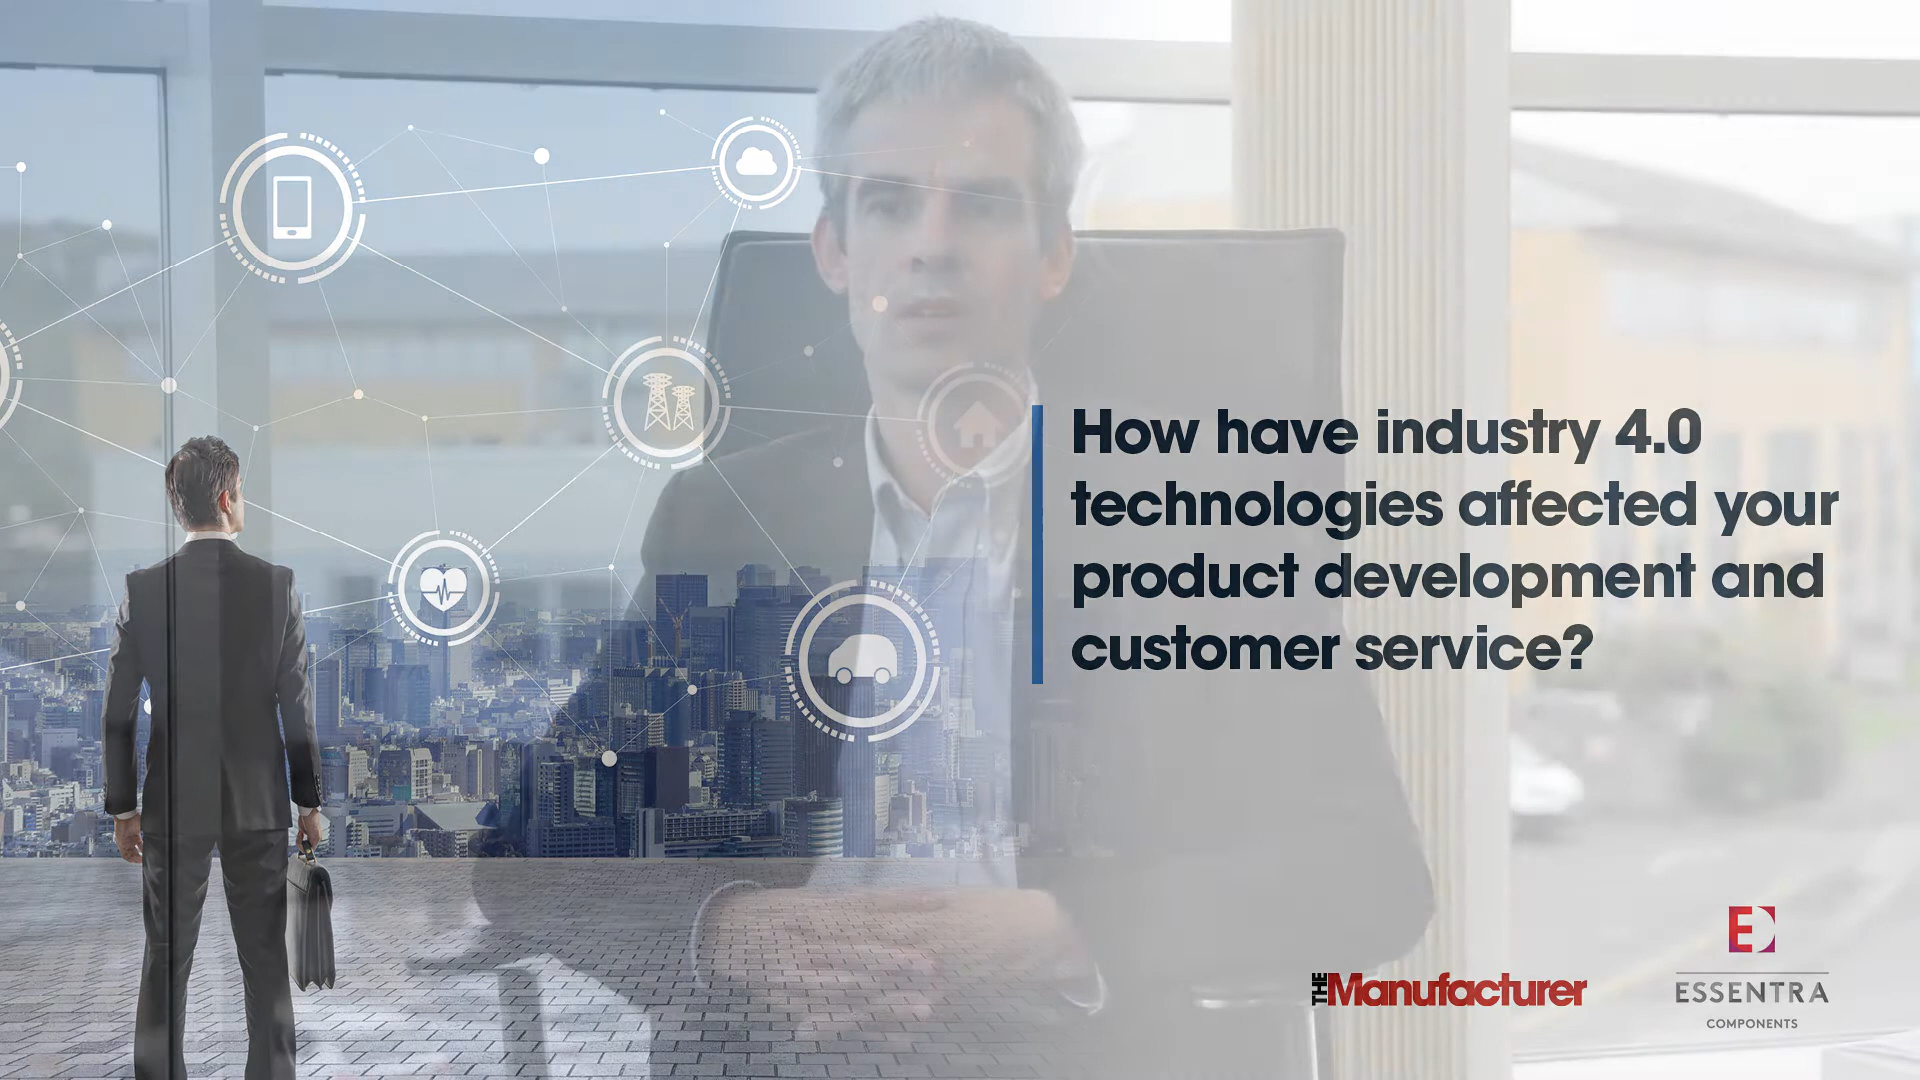 How have industry 4.0
technologies affected your
product development and
customer service?
THE Manufacturer
ESSENTRA
COMPONENTS